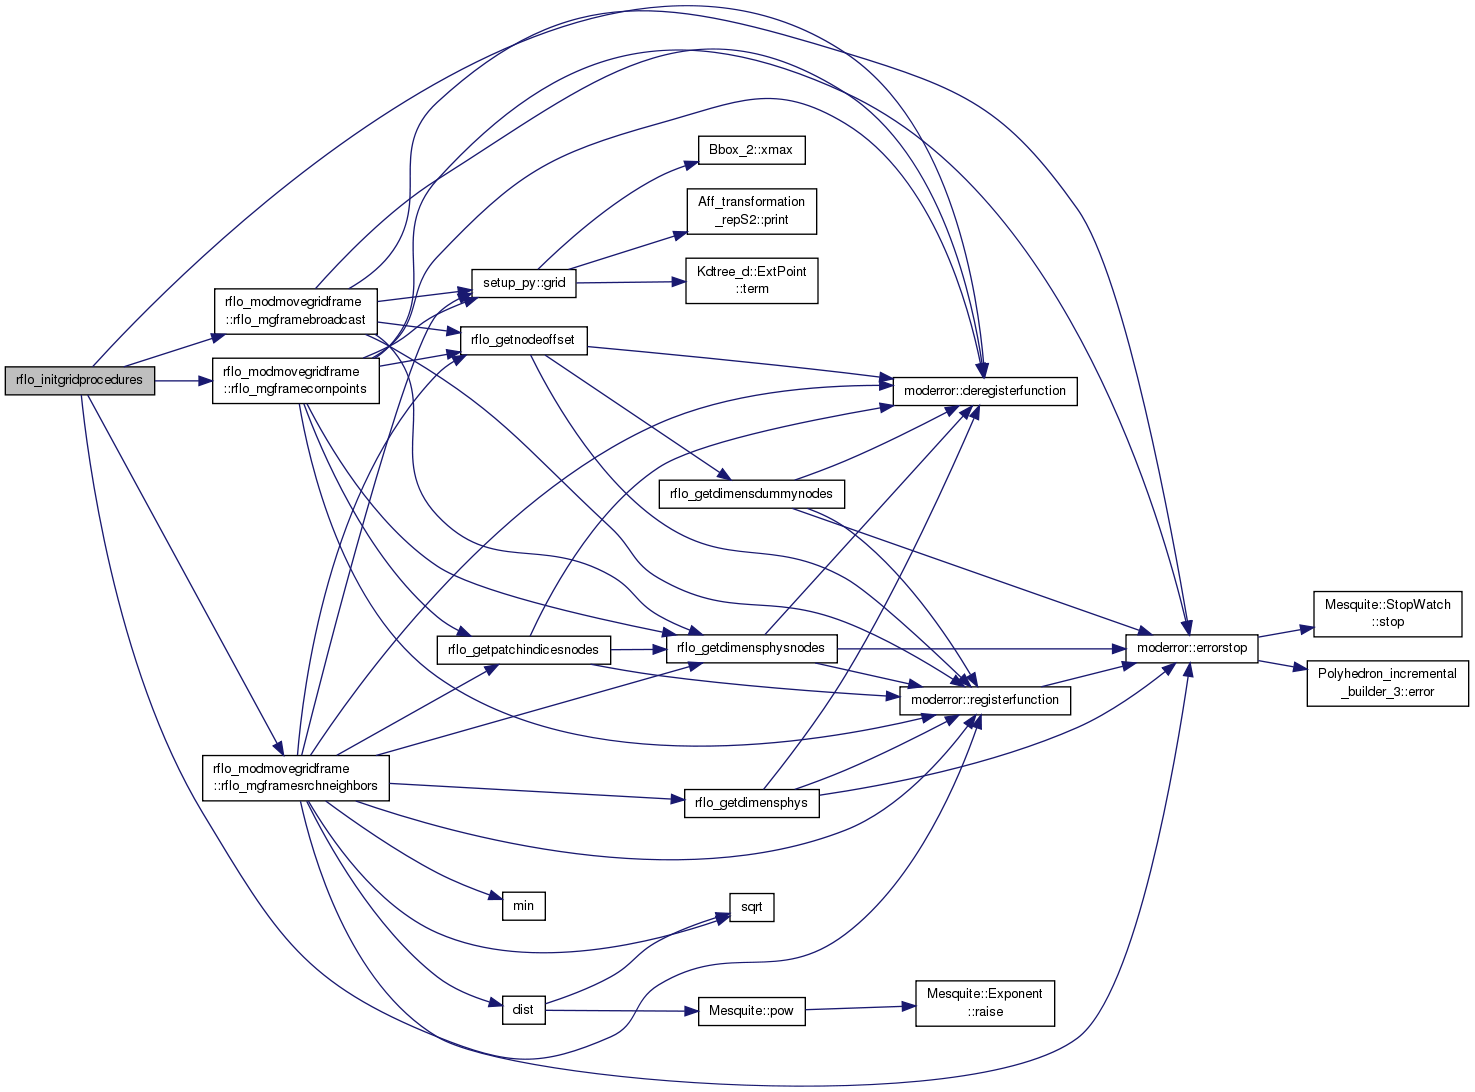 Bbox_2::xmax
Aff_transformation
_repS2::print
Kdtree_d::ExtPoint
::term
setup_py::grid
rflo_modmovegridframe
::rflo_mgframebroadcast
rflo_getnodeoffset
rflo_initgridprocedures
rflo_modmovegridframe
::rflo_mgframecornpoints
moderror::deregisterfunction
rflo_getdimensdummynodes
Mesquite::StopWatch
::stop
rflo_getpatchindicesnodes
rflo_getdimensphysnodes
moderror::errorstop
Polyhedron_incremental
_builder_3::error
moderror::registerfunction
rflo_modmovegridframe
::rflo_mgframesrchneighbors
rflo_getdimensphys
min
sqrt
dist
Mesquite::pow
Mesquite::Exponent
::raise